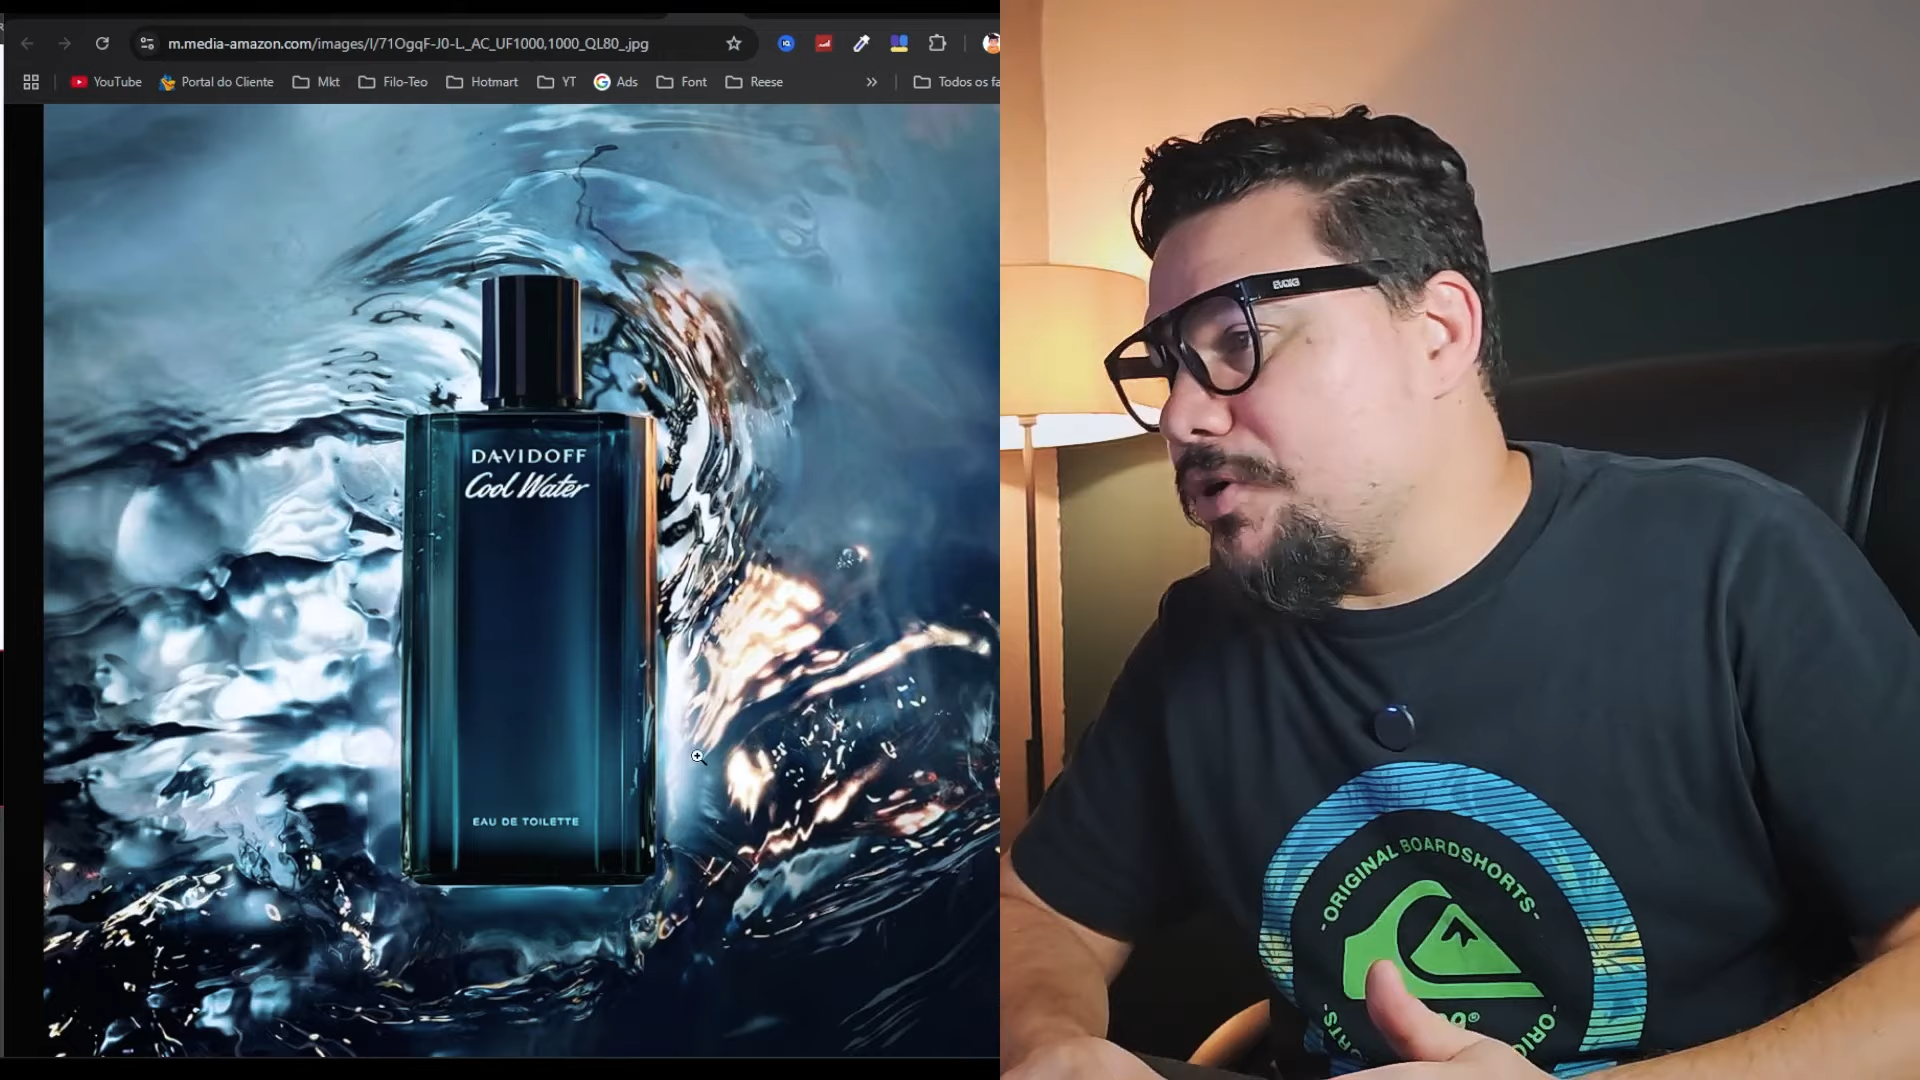 m.media-amazon.com/images/I/71OgqF-J0-L._AC_UF1000,1000_QL80_.jpg
YouTube
Portal do Cliente
Mkt
Filo-Teo
Hotmart
YT
Ads
Font
Reese
Todos os fa
DAVIDOFF
Cool Water
EAU DE TOILETTE
EVOKE
-ORIGINAL BOARDSHORTS-